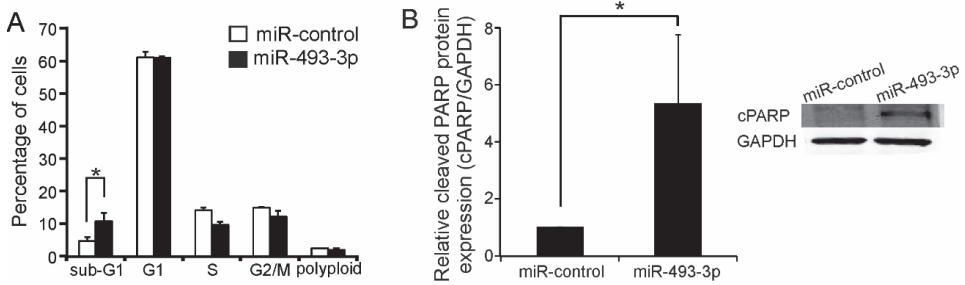 A
miR-control
miR-493-3p
Percentage of cells
70
60
50
40
30
20
10
0
*
sub-G1 G1 S G2/M polyploid
B
Relative cleaved PARP protein
expression (cPARP/GAPDH)
8
6
4
2
0
*
miR-control miR-493-3p
miR-control
miR-493-3p
cPARP
GAPDH